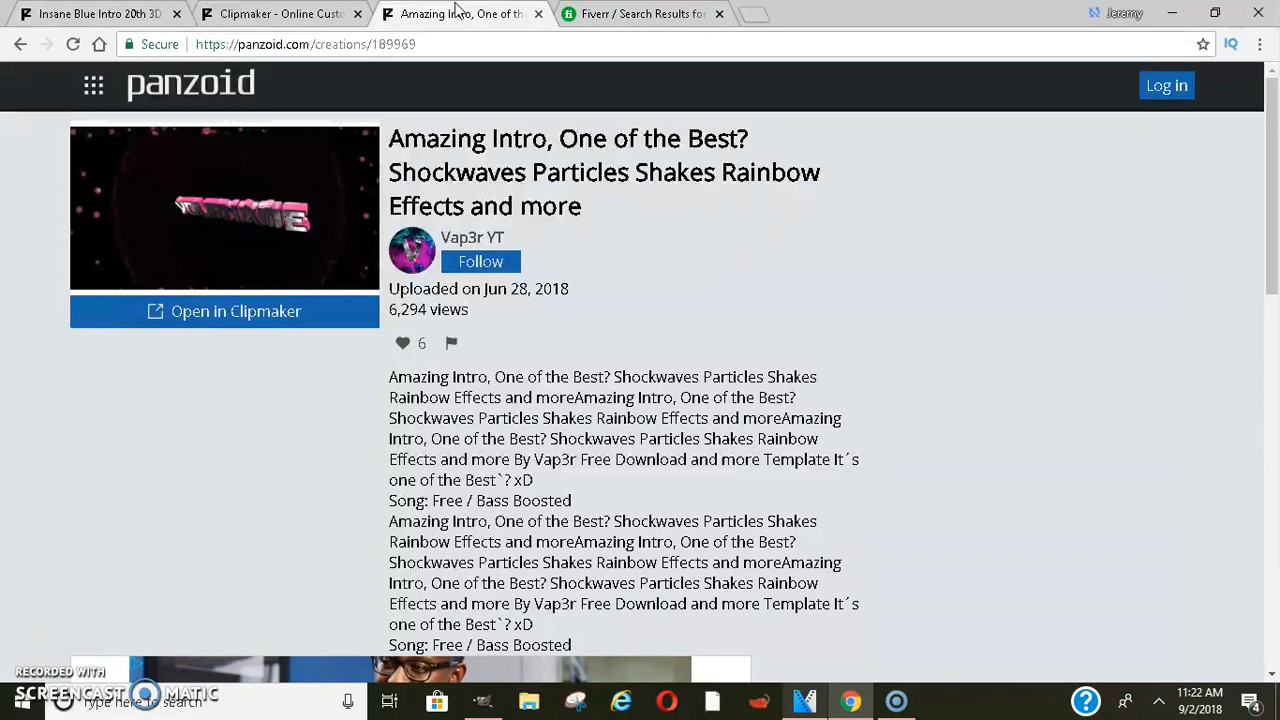 Insane Blue Intro 20th 3D
Clipmaker - Online Custo
Amazing Intro, One of the
Fiverr / Search Results for
Jeremy
Secure
https://panzoid.com/creations/189969
panzoid
Log in
Amazing Intro, One of the Best?
Shockwaves Particles Shakes Rainbow
Effects and more
YOURNAME
Vap3r YT
Follow
Uploaded on Jun 28, 2018
6,294 views
Open in Clipmaker
6
Amazing Intro, One of the Best? Shockwaves Particles Shakes
Rainbow Effects and moreAmazing Intro, One of the Best?
Shockwaves Particles Shakes Rainbow Effects and moreAmazing
Intro, One of the Best? Shockwaves Particles Shakes Rainbow
Effects and more By Vap3r Free Download and more Template It´s
one of the Best`? xD
Song: Free / Bass Boosted
Amazing Intro, One of the Best? Shockwaves Particles Shakes
Rainbow Effects and moreAmazing Intro, One of the Best?
Shockwaves Particles Shakes Rainbow Effects and moreAmazing
Intro, One of the Best? Shockwaves Particles Shakes Rainbow
Effects and more By Vap3r Free Download and more Template It´s
one of the Best`? xD
Song: Free / Bass Boosted
RECORDED WITH
SCREENCAST MATIC
Type here to search
11:22 AM
9/2/2018
4